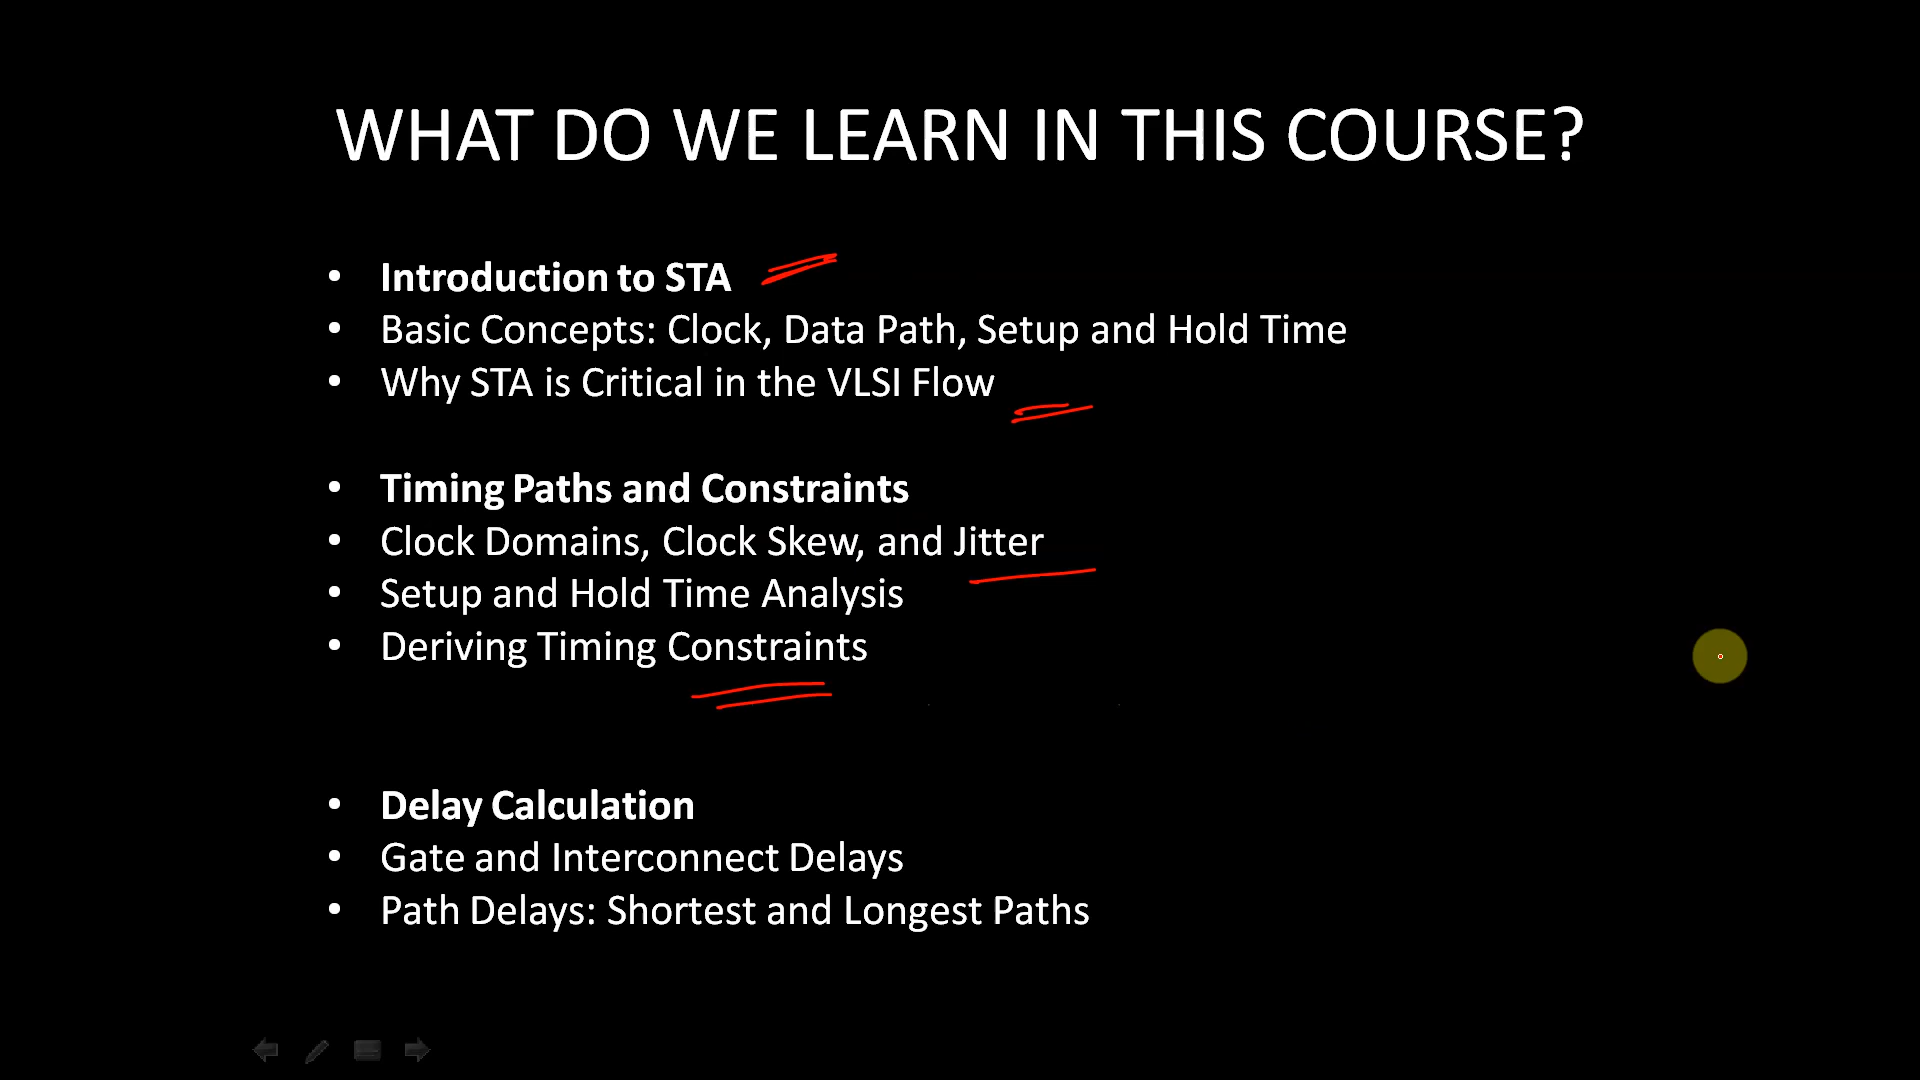 WHAT DO WE LEARN IN THIS COURSE?
• Introduction to STA
• Basic Concepts: Clock, Data Path, Setup and Hold Time
• Why STA is Critical in the VLSI Flow
• Timing Paths and Constraints
• Clock Domains, Clock Skew, and Jitter
• Setup and Hold Time Analysis
• Deriving Timing Constraints
• Delay Calculation
• Gate and Interconnect Delays
• Path Delays: Shortest and Longest Paths